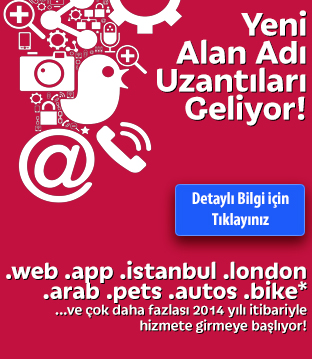 Yeni
Alan Adı
Uzantıları
Geliyor!
@
Detaylı Bilgi için
Tıklayınız
.web .app .istanbul .london
.arab .pets .autos .bike*
...ve çok daha fazlası 2014 yılı itibariyle
hizmete girmeye başlıyor!